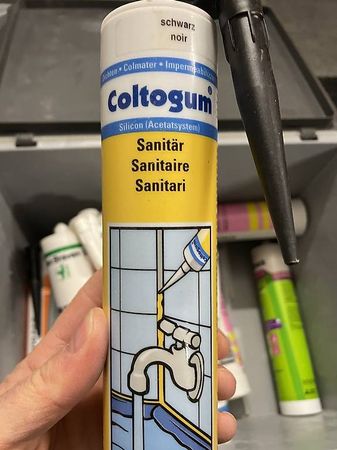 schwarz
noir
Dichten • Colmater • Impermeabilizzare
Coltogum®
Silicon (Acetatsystem)
Sanitär
Sanitaire
Sanitari